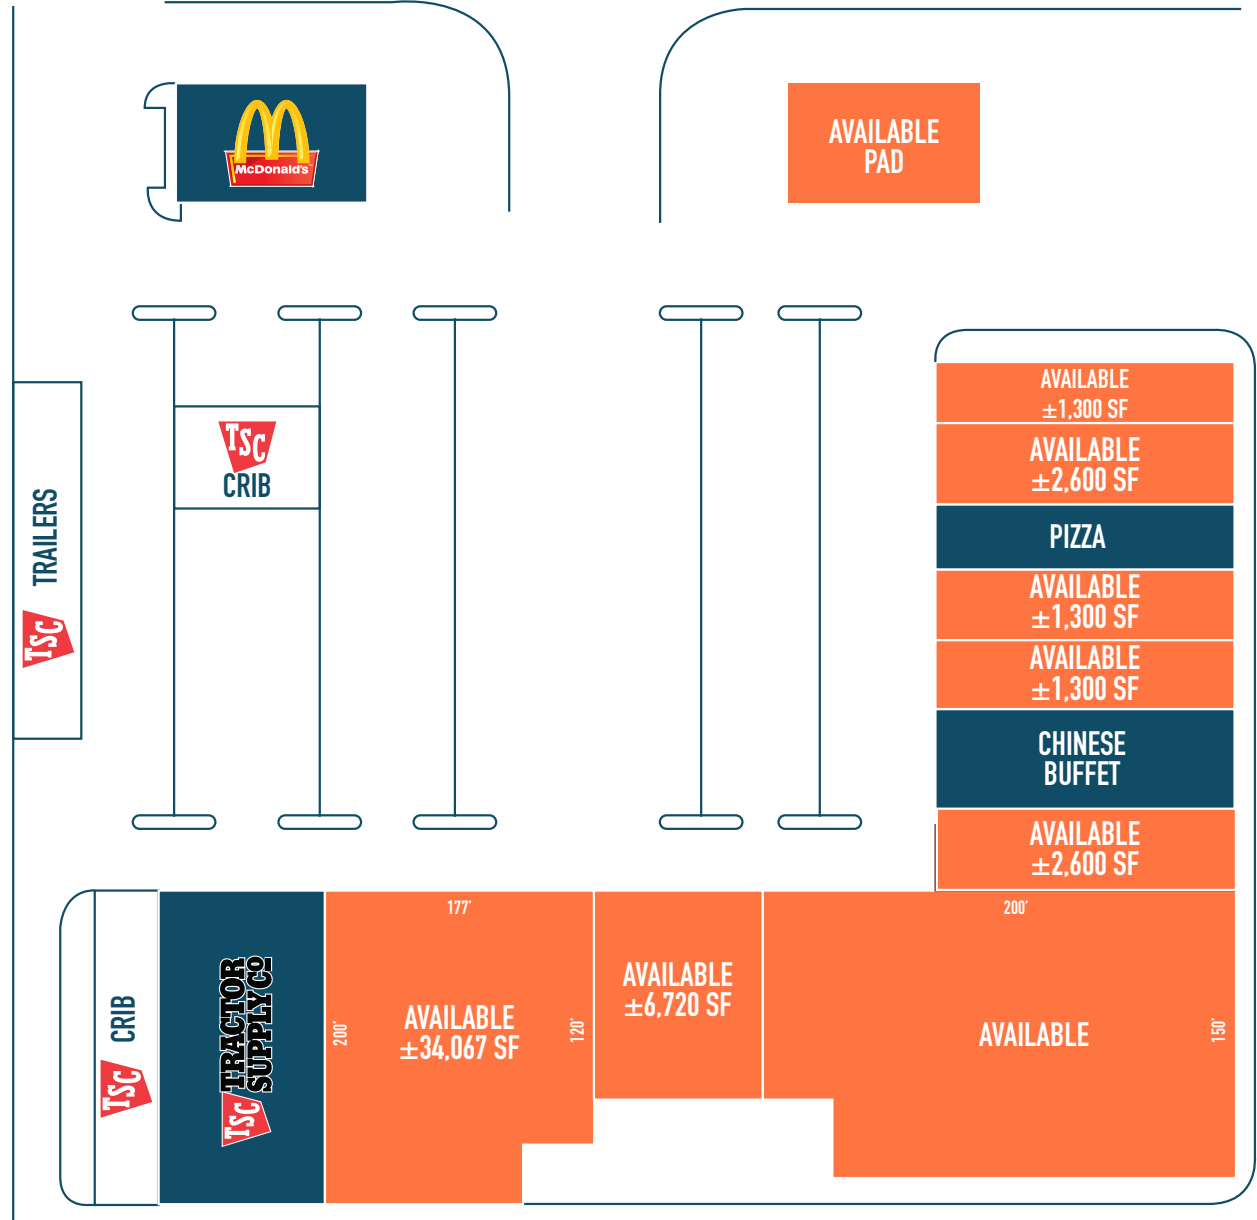 McDonald's
AVAILABLE
PAD
AVAILABLE
±1,300 SF
AVAILABLE
±2,600 SF
PIZZA
AVAILABLE
±1,300 SF
AVAILABLE
±1,300 SF
CHINESE
BUFFET
AVAILABLE
±2,600 SF
TSC
CRIB
TRAILERS
TSC
CRIB
TSC
TRACTOR
SUPPLY CO
TSC
177'
200'
120'
AVAILABLE
±34,067 SF
AVAILABLE
±6,720 SF
200'
AVAILABLE
150'